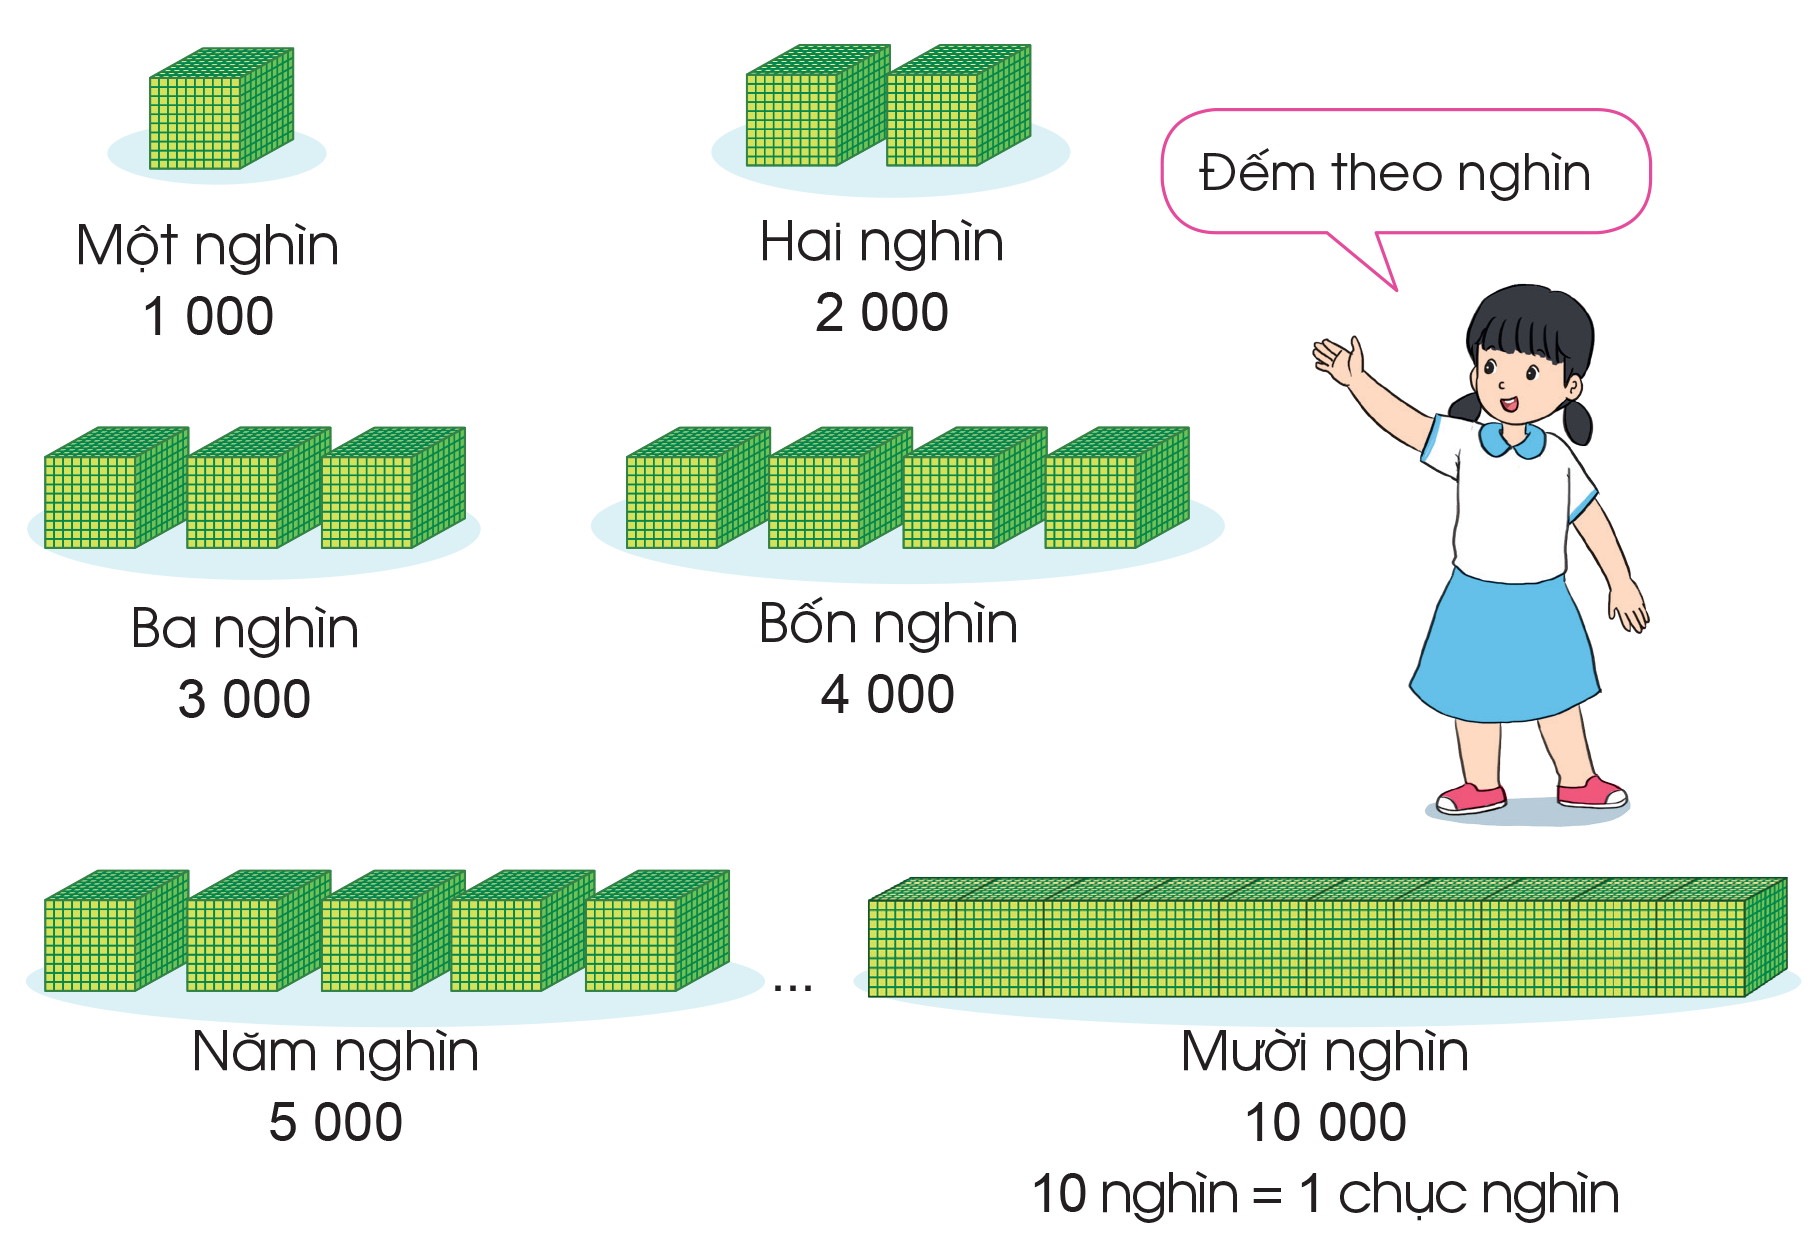 Một nghìn
1 000
Hai nghìn
2 000
Đếm theo nghìn
Ba nghìn
3 000
Bốn nghìn
4 000
Năm nghìn
5 000
...
Mười nghìn
10 000
10 nghìn = 1 chục nghìn